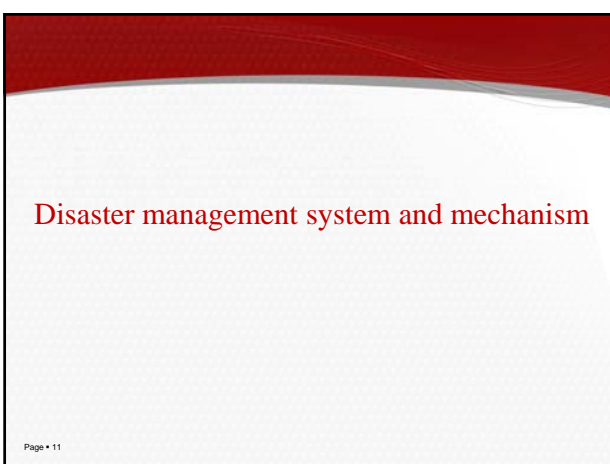 Disaster management system and mechanism
Page ▪ 11